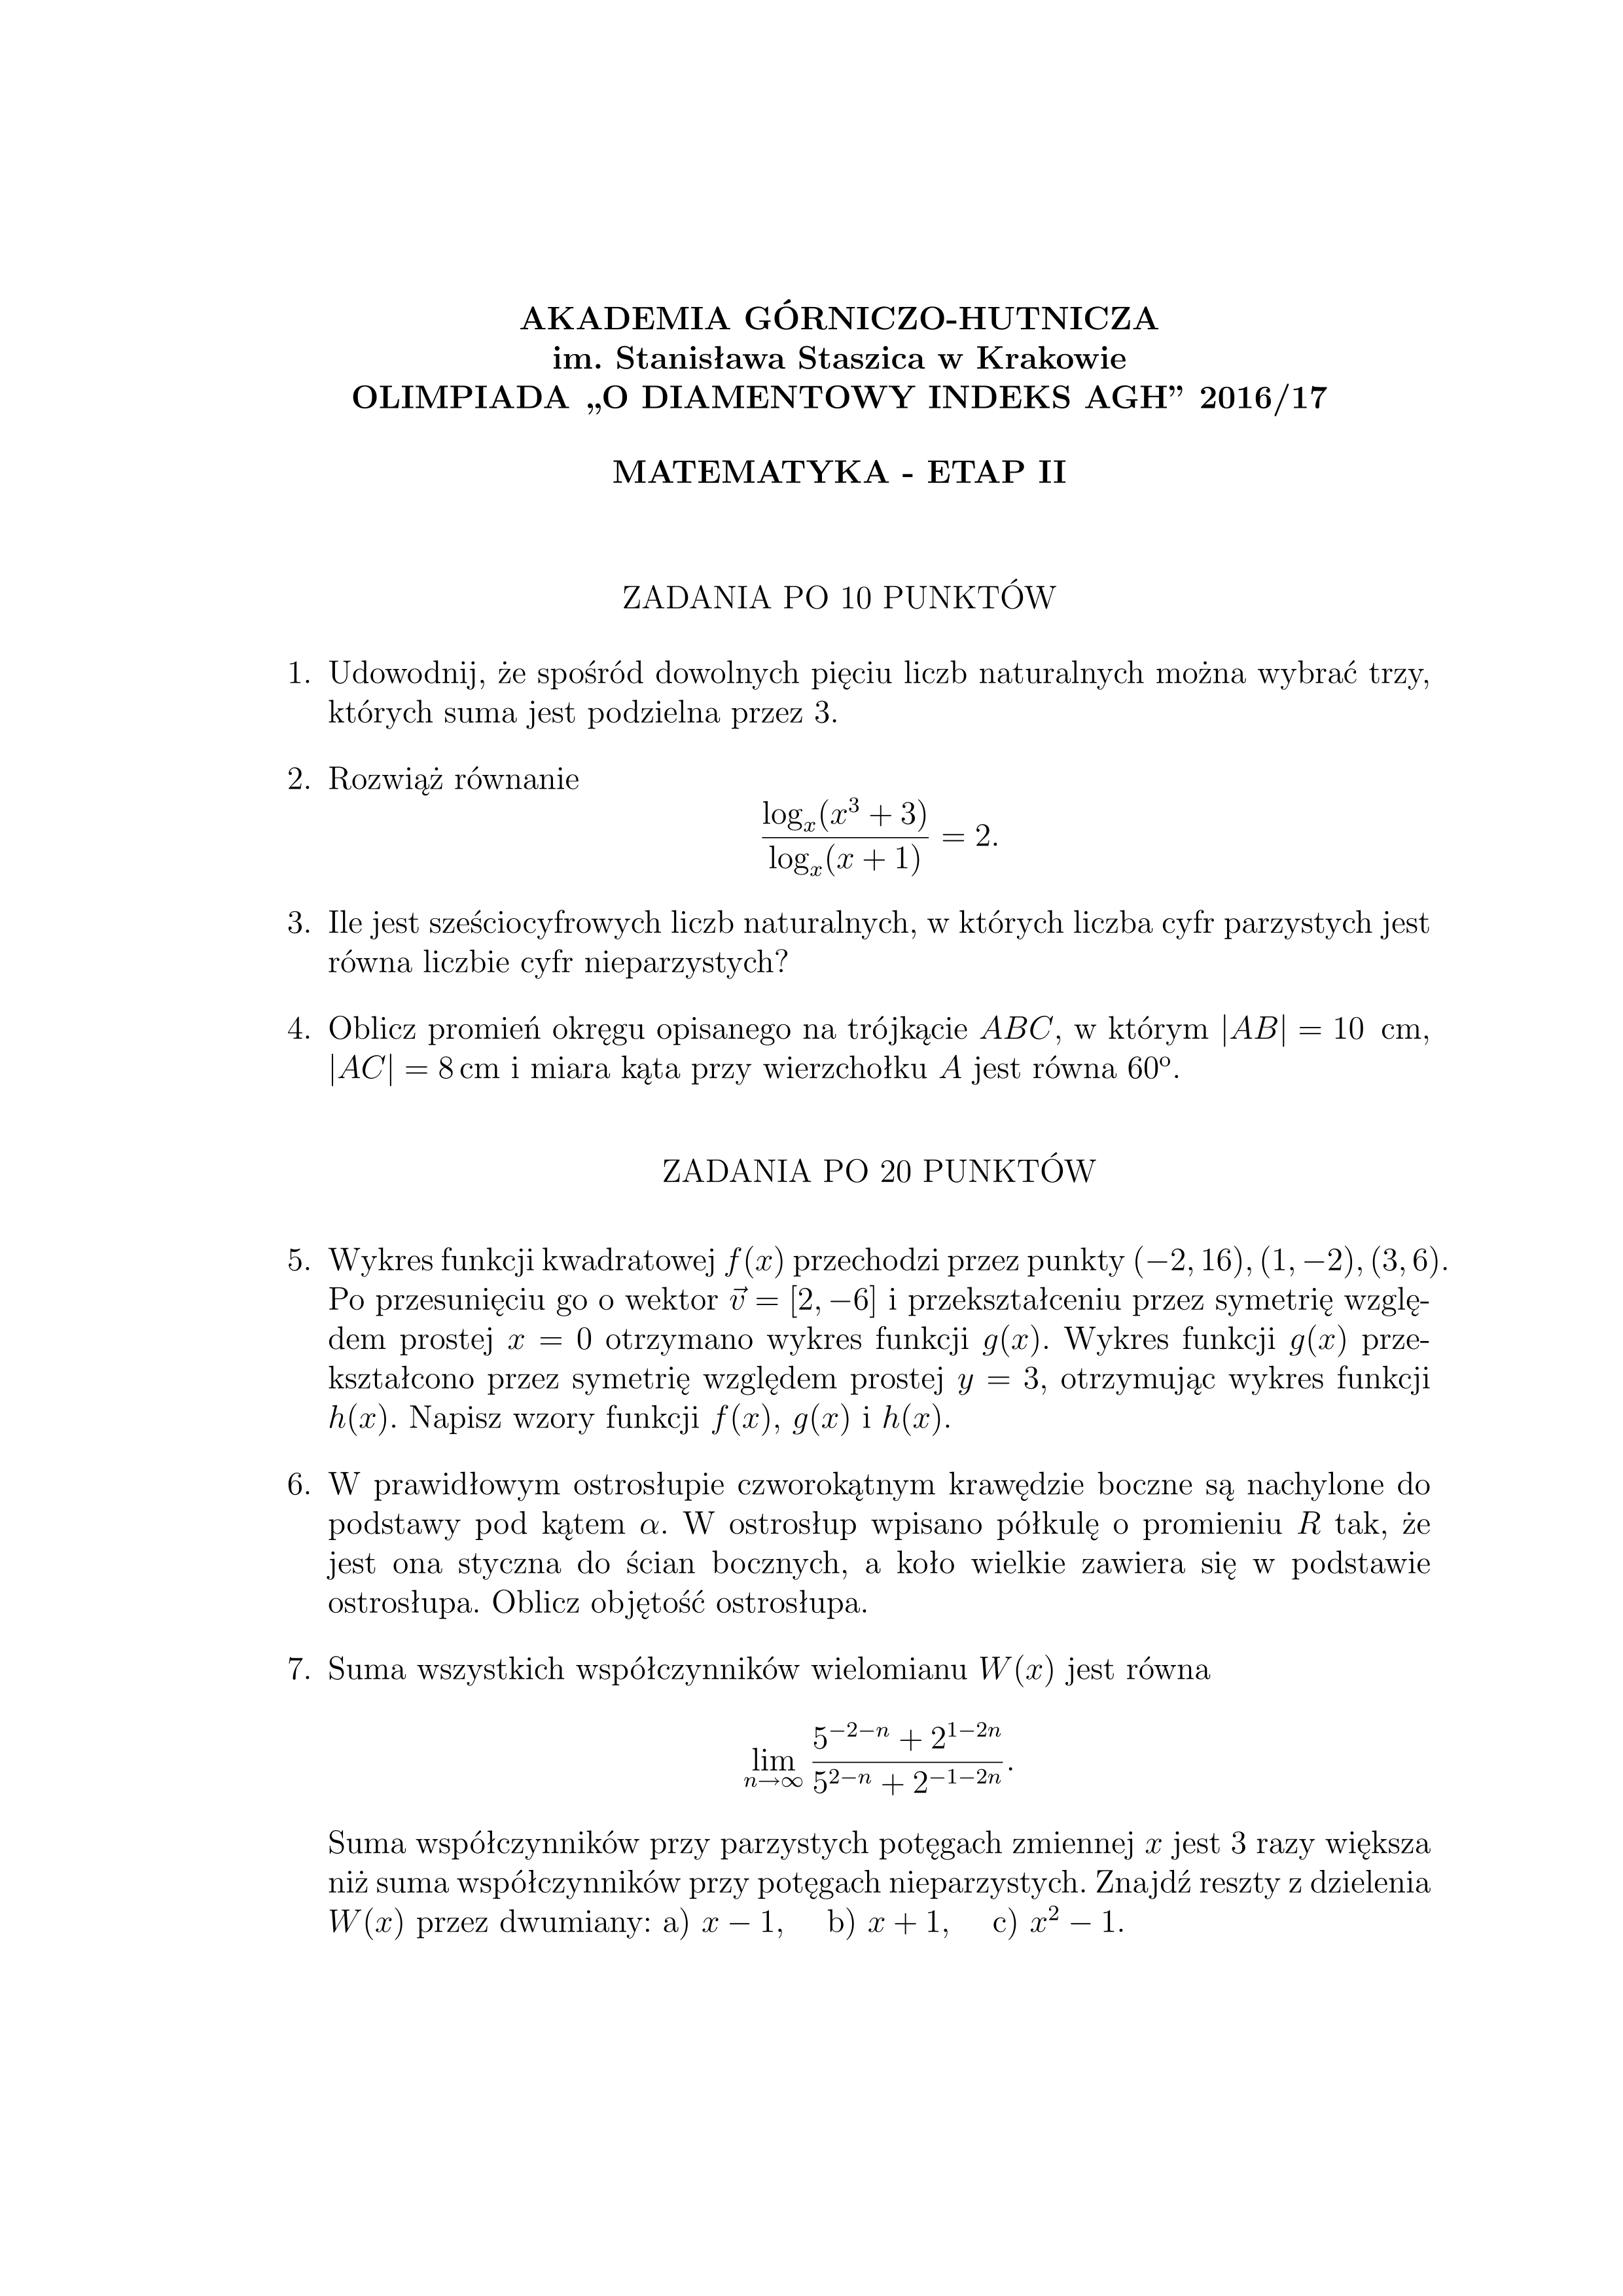 AKADEMIA GÓRNICZO-HUTNICZA
im. Stanisława Staszica w Krakowie
OLIMPIADA „O DIAMENTOWY INDEKS AGH” 2016/17
MATEMATYKA - ETAP II
ZADANIA PO 10 PUNKTÓW
1. Udowodnij, że spośród dowolnych pięciu liczb naturalnych można wybrać trzy,
których suma jest podzielna przez 3.
2. Rozwiąż równanie
\frac{\log_x(x^3 + 3)}{\log_x(x + 1)} = 2.
3. Ile jest sześciocyfrowych liczb naturalnych, w których liczba cyfr parzystych jest
równa liczbie cyfr nieparzystych?
4. Oblicz promień okręgu opisanego na trójkącie ABC, w którym |AB| = 10 cm,
|AC| = 8 cm i miara kąta przy wierzchołku A jest równa 60º.
ZADANIA PO 20 PUNKTÓW
5. Wykres funkcji kwadratowej f(x) przechodzi przez punkty (−2, 16), (1, −2), (3, 6).
Po przesunięciu go o wektor \vec{v} = [2, −6] i przekształceniu przez symetrię wzglę-
dem prostej x = 0 otrzymano wykres funkcji g(x). Wykres funkcji g(x) prze-
kształcono przez symetrię względem prostej y = 3, otrzymując wykres funkcji
h(x). Napisz wzory funkcji f(x), g(x) i h(x).
6. W prawidłowym ostrosłupie czworokątnym krawędzie boczne są nachylone do
podstawy pod kątem α. W ostrosłup wpisano półkulę o promieniu R tak, że
jest ona styczna do ścian bocznych, a koło wielkie zawiera się w podstawie
ostrosłupa. Oblicz objętość ostrosłupa.
7. Suma wszystkich współczynników wielomianu W(x) jest równa
\lim_{n→∞} \frac{5^{−2−n} + 2^{1−2n}}{5^{2−n} + 2^{−1−2n}}.
Suma współczynników przy parzystych potęgach zmiennej x jest 3 razy większa
niż suma współczynników przy potęgach nieparzystych. Znajdź reszty z dzielenia
W(x) przez dwumiany: a) x − 1, b) x + 1, c) x² − 1.